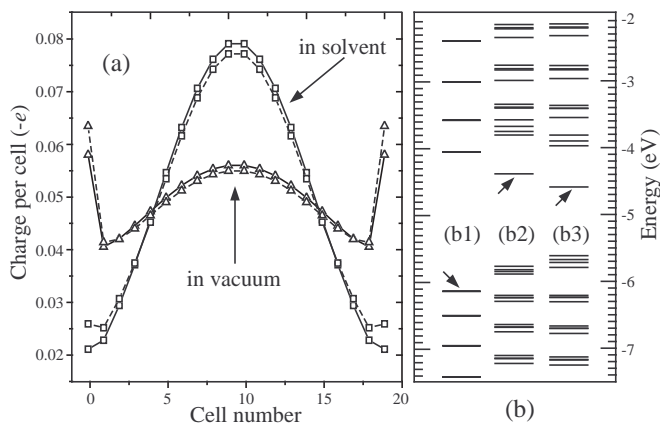 0.08
0.07
0.06
0.05
0.04
0.03
0.02
Charge per cell (-e)
(a)
in solvent
in vacuum
0
5
10
15
20
Cell number
(b1)
(b2)
(b3)
(b)
-2
-3
-4
-5
-6
-7
Energy (eV)